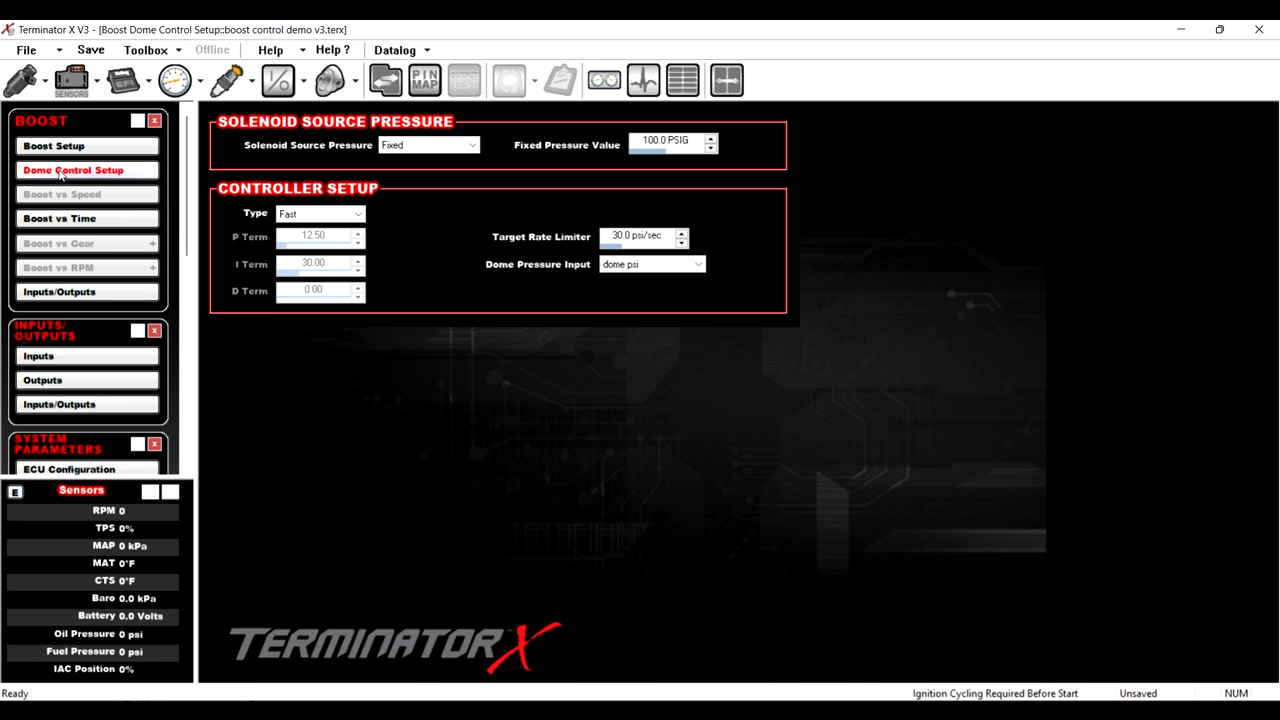 Terminator X V3 - [Boost Dome Control Setup::boost control demo v3.terx]
File Save Toolbox Offline Help Help ? Datalog
SENSORS EFI I/O PIN MAP
BOOST
Boost Setup
Dome Control Setup
Boost vs Speed
Boost vs Time
Boost vs Gear +
Boost vs RPM +
Inputs/Outputs
INPUTS/
OUTPUTS
Inputs
Outputs
Inputs/Outputs
SYSTEM
PARAMETERS
ECU Configuration
E Sensors
RPM 0
TPS 0%
MAP 0 kPa
MAT 0°F
CTS 0°F
Baro 0.0 kPa
Battery 0.0 Volts
Oil Pressure 0 psi
Fuel Pressure 0 psi
IAC Position 0%
SOLENOID SOURCE PRESSURE
Solenoid Source Pressure Fixed Fixed Pressure Value 100.0 PSIG
CONTROLLER SETUP
Type Fast
P Term 12.50 Target Rate Limiter 30.0 psi/sec
I Term 30.00 Dome Pressure Input dome psi
D Term 0.00
TERMINATOR X
Ready Ignition Cycling Required Before Start Unsaved NUM